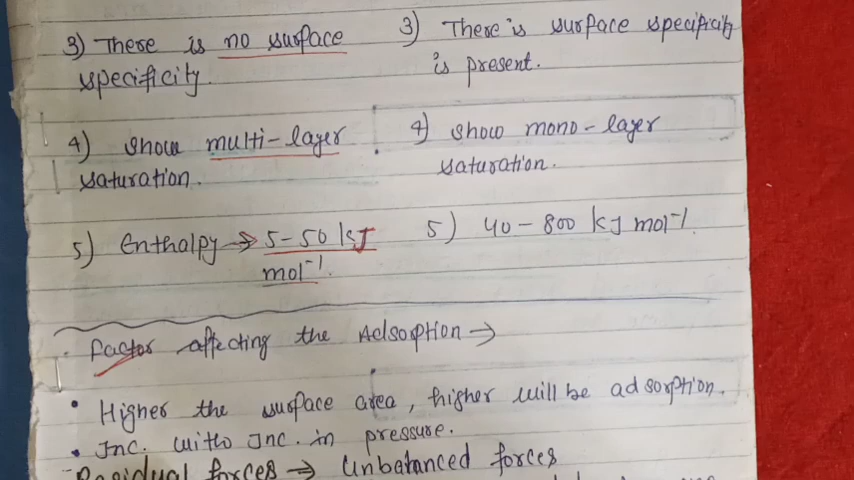 3) There is no surface
specificity.
3) There is surface specificity
is present.
4) Show multi-layer
saturation.
4) Show mono-layer
saturation.
5) Enthalpy → 5-50 kJ
mol⁻¹.
5) 40-800 kJ mol⁻¹.
Factor affecting the Adsorption →
• Higher the surface area, higher will be adsorption.
• Inc. with Inc. in pressure.
Residual forces → Unbalanced forces